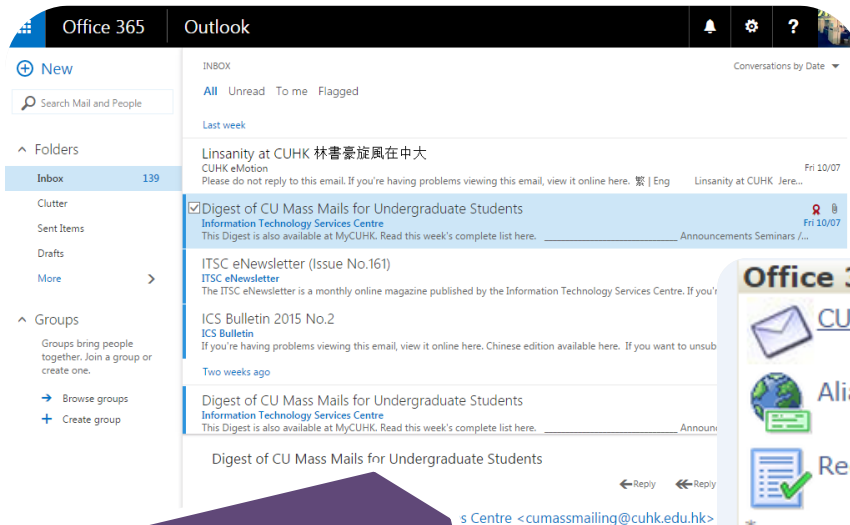 Office 365 Outlook ?
New
Search Mail and People
Folders
Inbox 139
Clutter
Sent Items
Drafts
More
Groups
Groups bring people
together. Join a group or
create one.
Browse groups
Create group
INBOX
Conversations by Date
All Unread To me Flagged
Last week
Linsanity at CUHK 林書豪旋風在中大
CUHK eMotion Fri 10/07
Please do not reply to this email. If you're having problems viewing this email, view it online here. 繁 | Eng Linsanity at CUHK Jere...
Digest of CU Mass Mails for Undergraduate Students
Information Technology Services Centre Fri 10/07
This Digest is also available at MyCUHK. Read this week's complete list here. ______________________________ Announcements Seminars /...
ITSC eNewsletter (Issue No.161)
ITSC eNewsletter
The ITSC eNewsletter is a monthly online magazine published by the Information Technology Services Centre. If you'r
ICS Bulletin 2015 No.2
ICS Bulletin
If you're having problems viewing this email, view it online here. Chinese edition available here. If you want to unsub
Two weeks ago
Digest of CU Mass Mails for Undergraduate Students
Information Technology Services Centre
This Digest is also available at MyCUHK. Read this week's complete list here. ______________________________ Announ
Digest of CU Mass Mails for Undergraduate Students
Reply Reply
s Centre <cumassmailing@cuhk.edu.hk>
Office 3
CU
Alia
Re
*